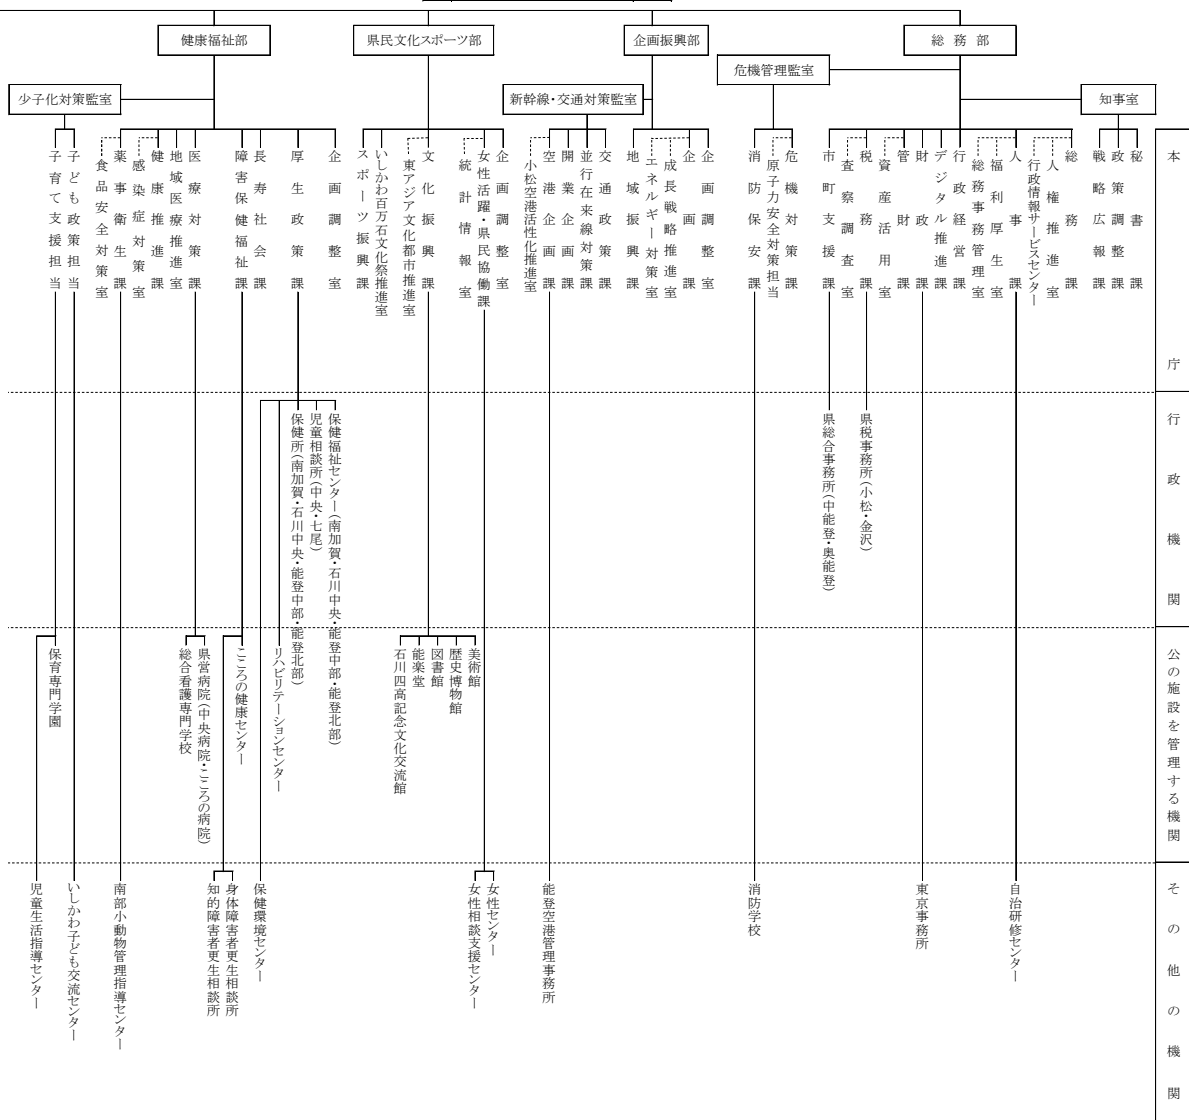 総務部
企画振興部
県民文化スポーツ部
健康福祉部
危機管理監室
知事室
新幹線・交通対策監室
少子化対策監室
本庁
秘書課
政策調整課
戦略広報課
総務課
人権推進室
行政情報サービスセンター
人事課
福利厚生室
総務事務管理室
行政経営課
デジタル推進課
財政課
管財課
資産活用室
税務課
査察調査室
市町支援課
危機対策課
原子力安全対策担当
消防保安課
企画調整室
企画課
成長戦略推進室
エネルギー対策室
地域振興課
交通政策課
並行在来線対策課
開業企画課
空港企画課
小松空港活性化推進室
企画調整室
女性活躍・県民協働課
統計情報室
文化振興課
東アジア文化都市推進室
いしかわ百万石文化祭推進室
スポーツ振興課
企画調整室
厚生政策課
長寿社会課
障害保健福祉課
医療対策課
地域医療推進室
健康推進課
感染症対策室
薬事衛生課
食品安全対策室
子ども政策担当
子育て支援担当
行政機関
県税事務所(小松・金沢)
県総合事務所(中能登・奥能登)
保健福祉センター(南加賀・石川中央・能登中部・能登北部)
児童相談所(中央・七尾)
保健所(南加賀・石川中央・能登中部・能登北部)
公の施設を管理する機関
美術館
歴史博物館
図書館
能楽堂
石川四高記念文化交流館
リハビリテーションセンター
こころの健康センター
県営病院(中央病院・こころの病院)
総合看護専門学校
保育専門学園
その他の機関
自治研修センター
東京事務所
消防学校
能登空港管理事務所
女性センター
女性相談支援センター
保健環境センター
身体障害者更生相談所
知的障害者更生相談所
南部小動物管理指導センター
いしかわ子ども交流センター
児童生活指導センター